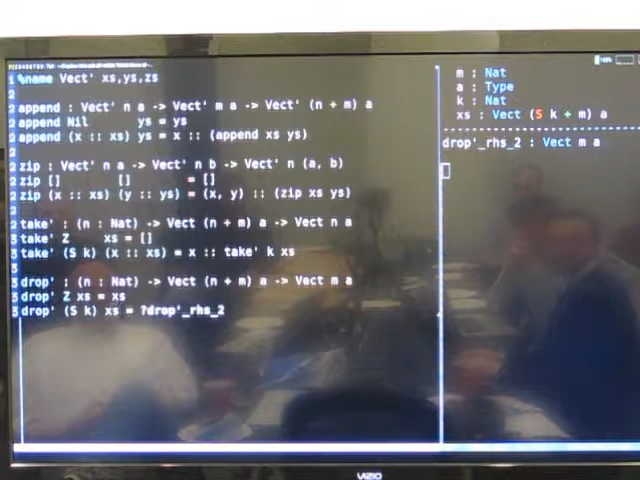 %name Vect' xs,ys,zs
append : Vect' n a -> Vect' m a -> Vect' (n + m) a
append Nil ys = ys
append (x :: xs) ys = x :: (append xs ys)
zip : Vect' n a -> Vect' n b -> Vect' n (a, b)
zip [] [] = []
zip (x :: xs) (y :: ys) = (x, y) :: (zip xs ys)
take' : (n : Nat) -> Vect (n + m) a -> Vect n a
take' Z xs = []
take' (S k) (x :: xs) = x :: take' k xs
drop' : (n : Nat) -> Vect (n + m) a -> Vect m a
drop' Z xs = xs
drop' (S k) xs = ?drop'_rhs_2
m : Nat
a : Type
k : Nat
xs : Vect (S k + m) a
drop'_rhs_2 : Vect m a
VIZIO